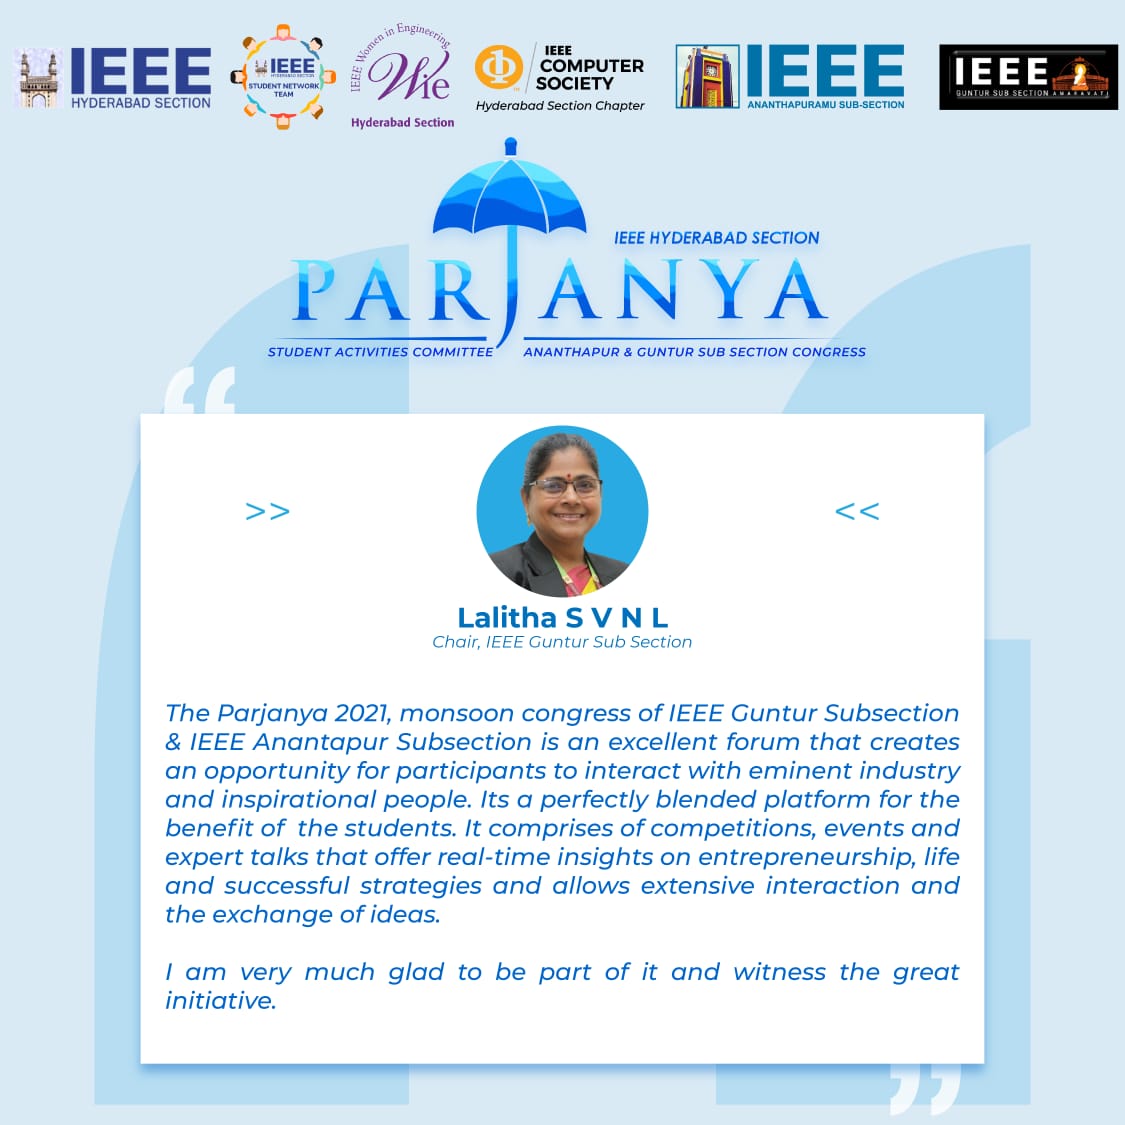 IEEE
HYDERABAD SECTION
IEEE
HYDERABAD SECTION
STUDENT NETWORK
TEAM
IEEE Women in Engineering
WIE
Hyderabad Section
IEEE
COMPUTER
SOCIETY
Hyderabad Section Chapter
IEEE
ANANTHAPURAMU SUB-SECTION
IEEE
GUNTUR SUB SECTION AMARAVATI
IEEE HYDERABAD SECTION
PARJANYA
STUDENT ACTIVITIES COMMITTEE ANANTHAPUR & GUNTUR SUB SECTION CONGRESS
“
>> <<
Lalitha S V N L
Chair, IEEE Guntur Sub Section
The Parjanya 2021, monsoon congress of IEEE Guntur Subsection
& IEEE Anantapur Subsection is an excellent forum that creates
an opportunity for participants to interact with eminent industry
and inspirational people. Its a perfectly blended platform for the
benefit of  the students. It comprises of competitions, events and
expert talks that offer real-time insights on entrepreneurship, life
and successful strategies and allows extensive interaction and
the exchange of ideas.
I am very much glad to be part of it and witness the great
initiative.
”